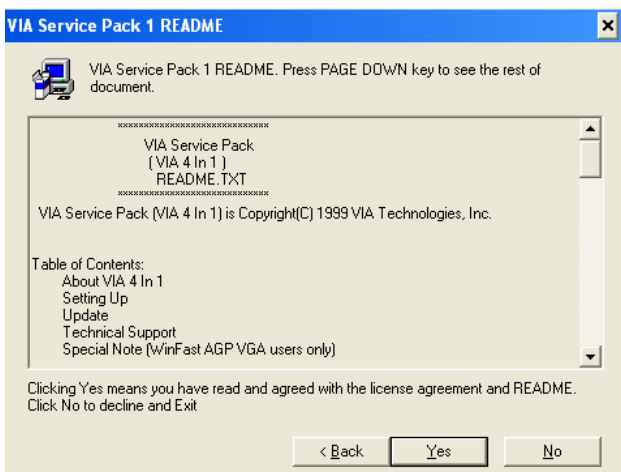 VIA Service Pack 1 README
VIA Service Pack 1 README. Press PAGE DOWN key to see the rest of
document.
*****************************
VIA Service Pack
( VIA 4 In 1 )
README.TXT
*****************************
VIA Service Pack (VIA 4 In 1) is Copyright(C) 1999 VIA Technologies, Inc.
Table of Contents:
About VIA 4 In 1
Setting Up
Update
Technical Support
Special Note (WinFast AGP VGA users only)
Clicking Yes means you have read and agreed with the license agreement and README.
Click No to decline and Exit
< Back Yes No